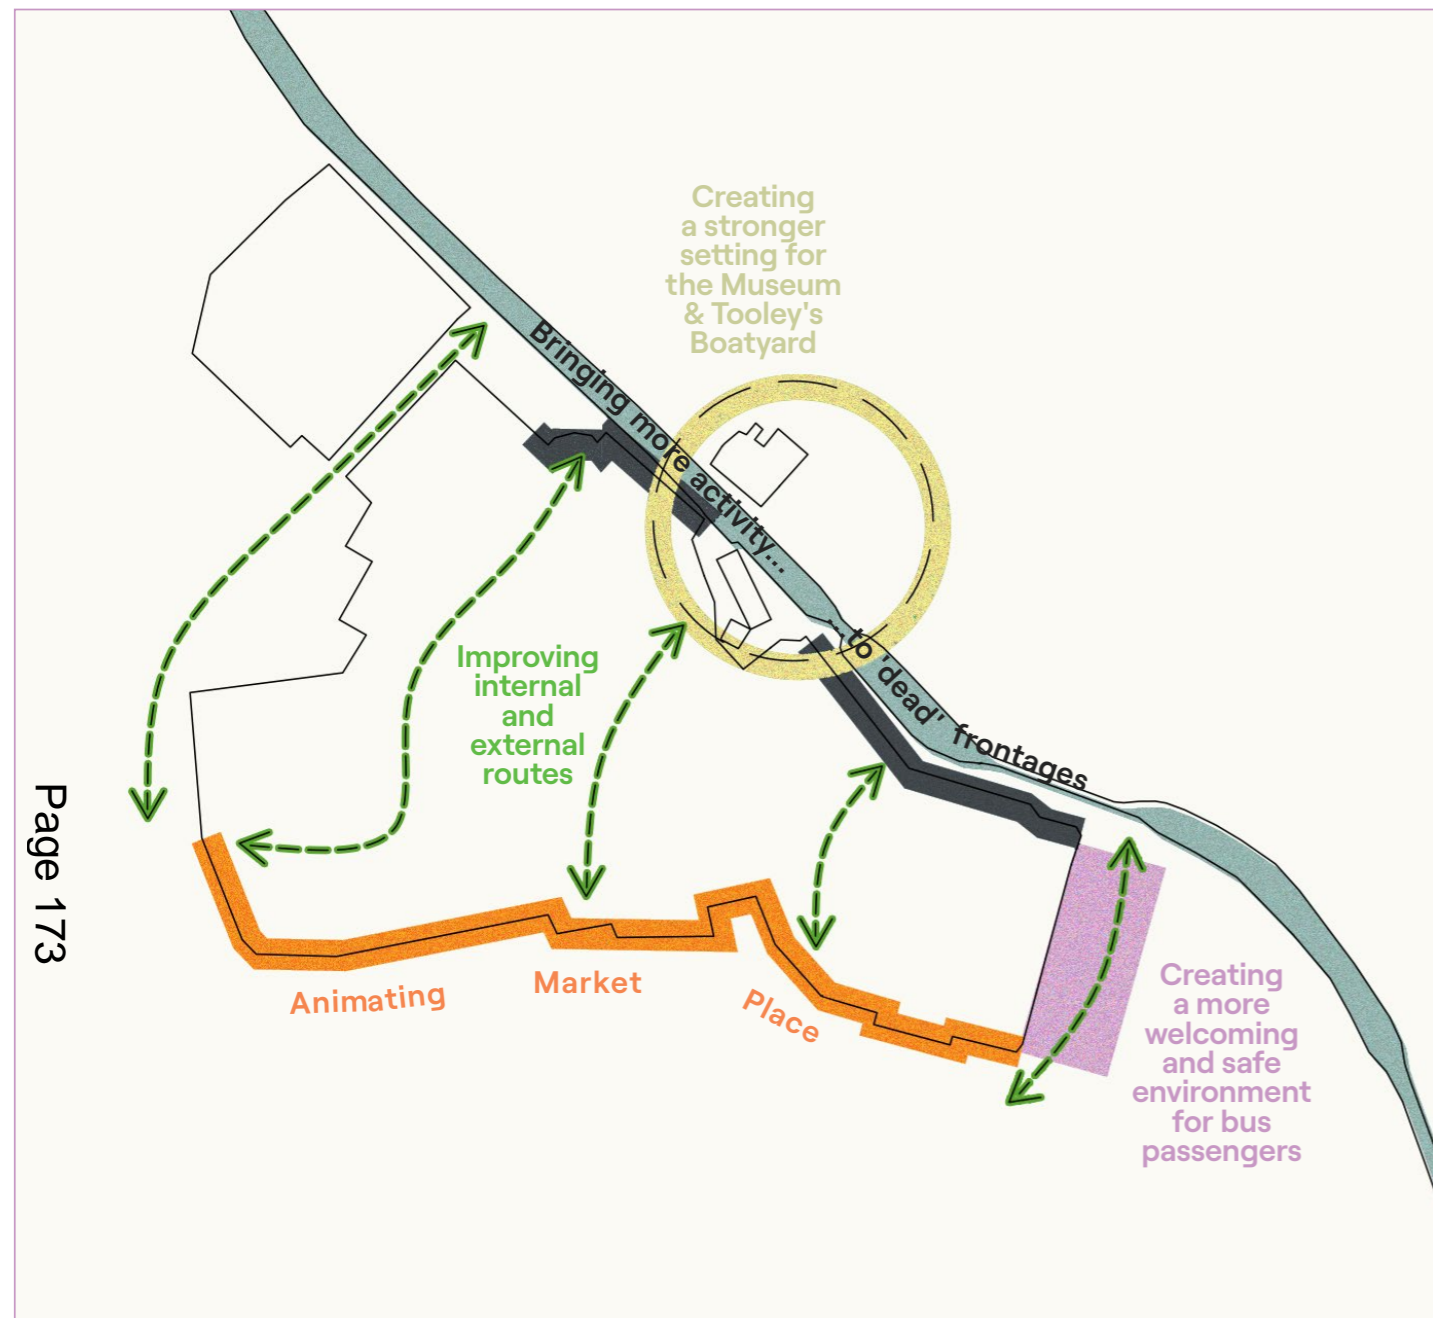 Creating
a stronger
setting for
the Museum
& Tooley's
Boatyard
Bringing more activity...
...to 'dead' frontages
Improving
internal
and
external
routes
Animating Market Place
Creating
a more
welcoming
and safe
environment
for bus
passengers
Page 173